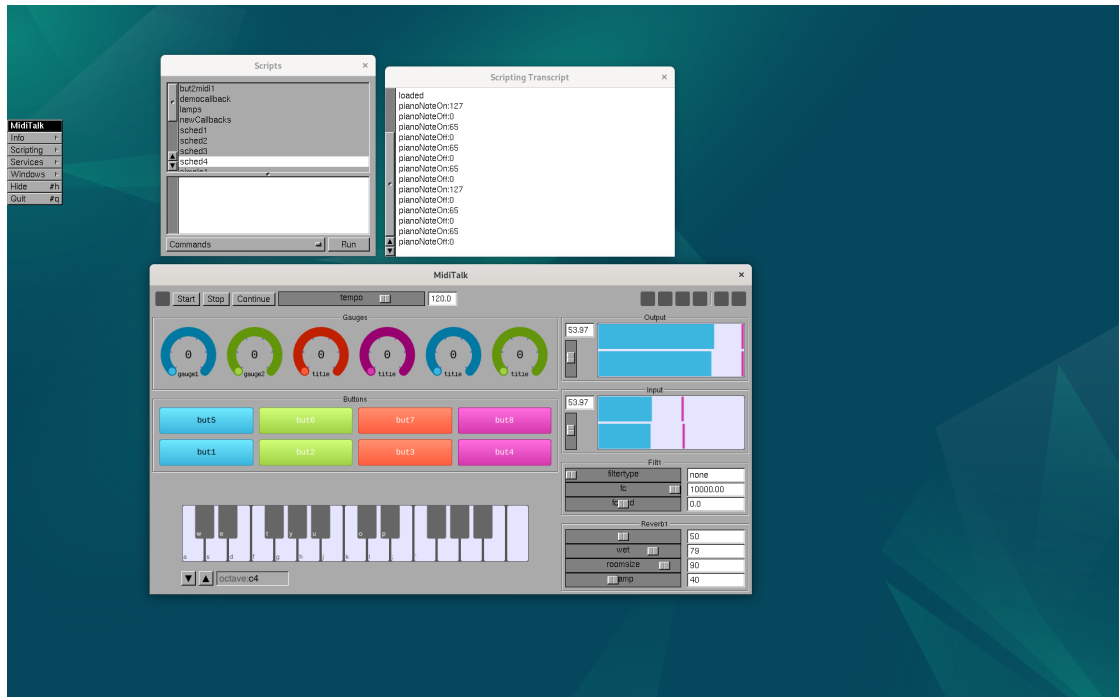 MidiTalk
Info
Scripting
Services
Windows
Hide #h
Quit #q
Scripts ×
but2midi1
democallback
lamps
newCallbacks
sched1
sched2
sched3
sched4
Commands Run
Scripting Transcript ×
loaded
pianoNoteOn:127
pianoNoteOff:0
pianoNoteOn:65
pianoNoteOff:0
pianoNoteOn:65
pianoNoteOff:0
pianoNoteOn:65
pianoNoteOff:0
pianoNoteOn:127
pianoNoteOff:0
pianoNoteOn:65
pianoNoteOff:0
pianoNoteOn:65
pianoNoteOff:0
MidiTalk ×
Start Stop Continue tempo 120.0
Gauges
0 0 0 0 0 0
gauge1 gauge2 title title title title
Buttons
but5 but6 but7 but8
but1 but2 but3 but4
w e t y u o p
a s d f g h j k l ; '
octave:c4
Output
53.97
Input
53.97
Filt1
filtertype none
fc 10000.00
0.0
Reverb1
50
wet 79
roomsize 90
40